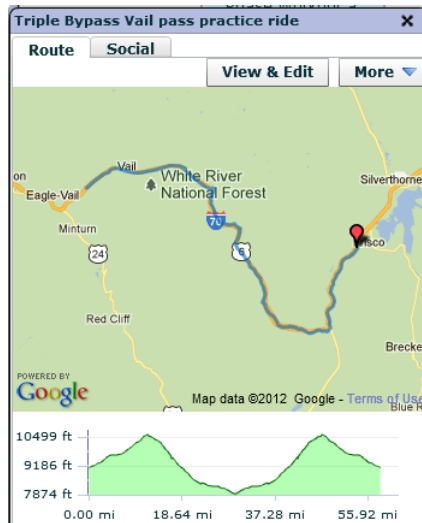 Triple Bypass Vail pass practice ride
Route
Social
View & Edit
More
Vail
White River
National Forest
on
Eagle-Vail
Silverthorne
Minturn
70
6
isco
24
Red Cliff
Brecke
POWERED BY
Google
Map data ©2012 Google - Terms of Use
Blue R
10499 ft
9186 ft
7874 ft
0.00 mi
18.64 mi
37.28 mi
55.92 mi